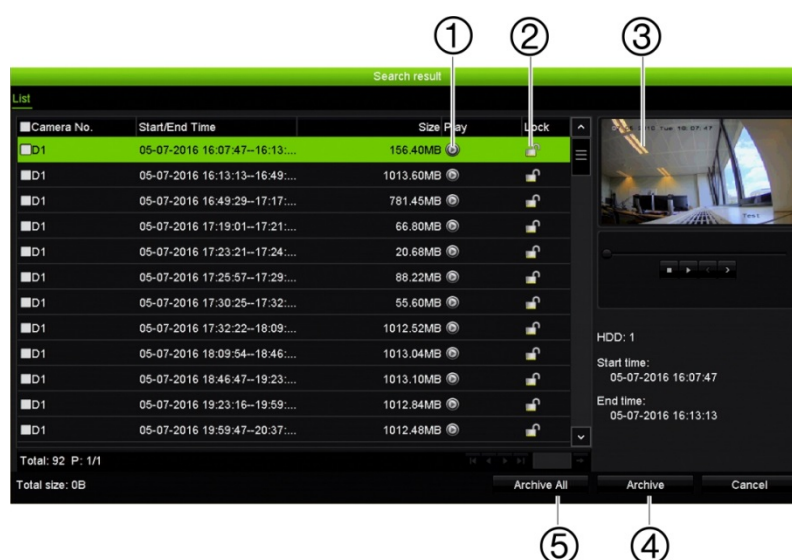 ① ② ③
Search result
List
Camera No. Start/End Time Size Play Lock
D1 05-07-2016 16:07:47--16:13:... 156.40MB
D1 05-07-2016 16:13:13--16:49:... 1013.60MB
D1 05-07-2016 16:49:29--17:17:... 781.45MB
D1 05-07-2016 17:19:01--17:21:... 66.80MB
D1 05-07-2016 17:23:21--17:24:... 20.68MB
D1 05-07-2016 17:25:57--17:29:... 88.22MB
D1 05-07-2016 17:30:25--17:32:... 55.60MB
D1 05-07-2016 17:32:22--18:09:... 1012.52MB
D1 05-07-2016 18:09:54--18:46:... 1013.04MB
D1 05-07-2016 18:46:47--19:23:... 1013.10MB
D1 05-07-2016 19:23:16--19:59:... 1012.84MB
D1 05-07-2016 19:59:47--20:37:... 1012.48MB
Total: 92 P: 1/1
Total size: 0B
Tue 16:07:47
Test
HDD: 1
Start time:
05-07-2016 16:07:47
End time:
05-07-2016 16:13:13
Archive All Archive Cancel
⑤ ④